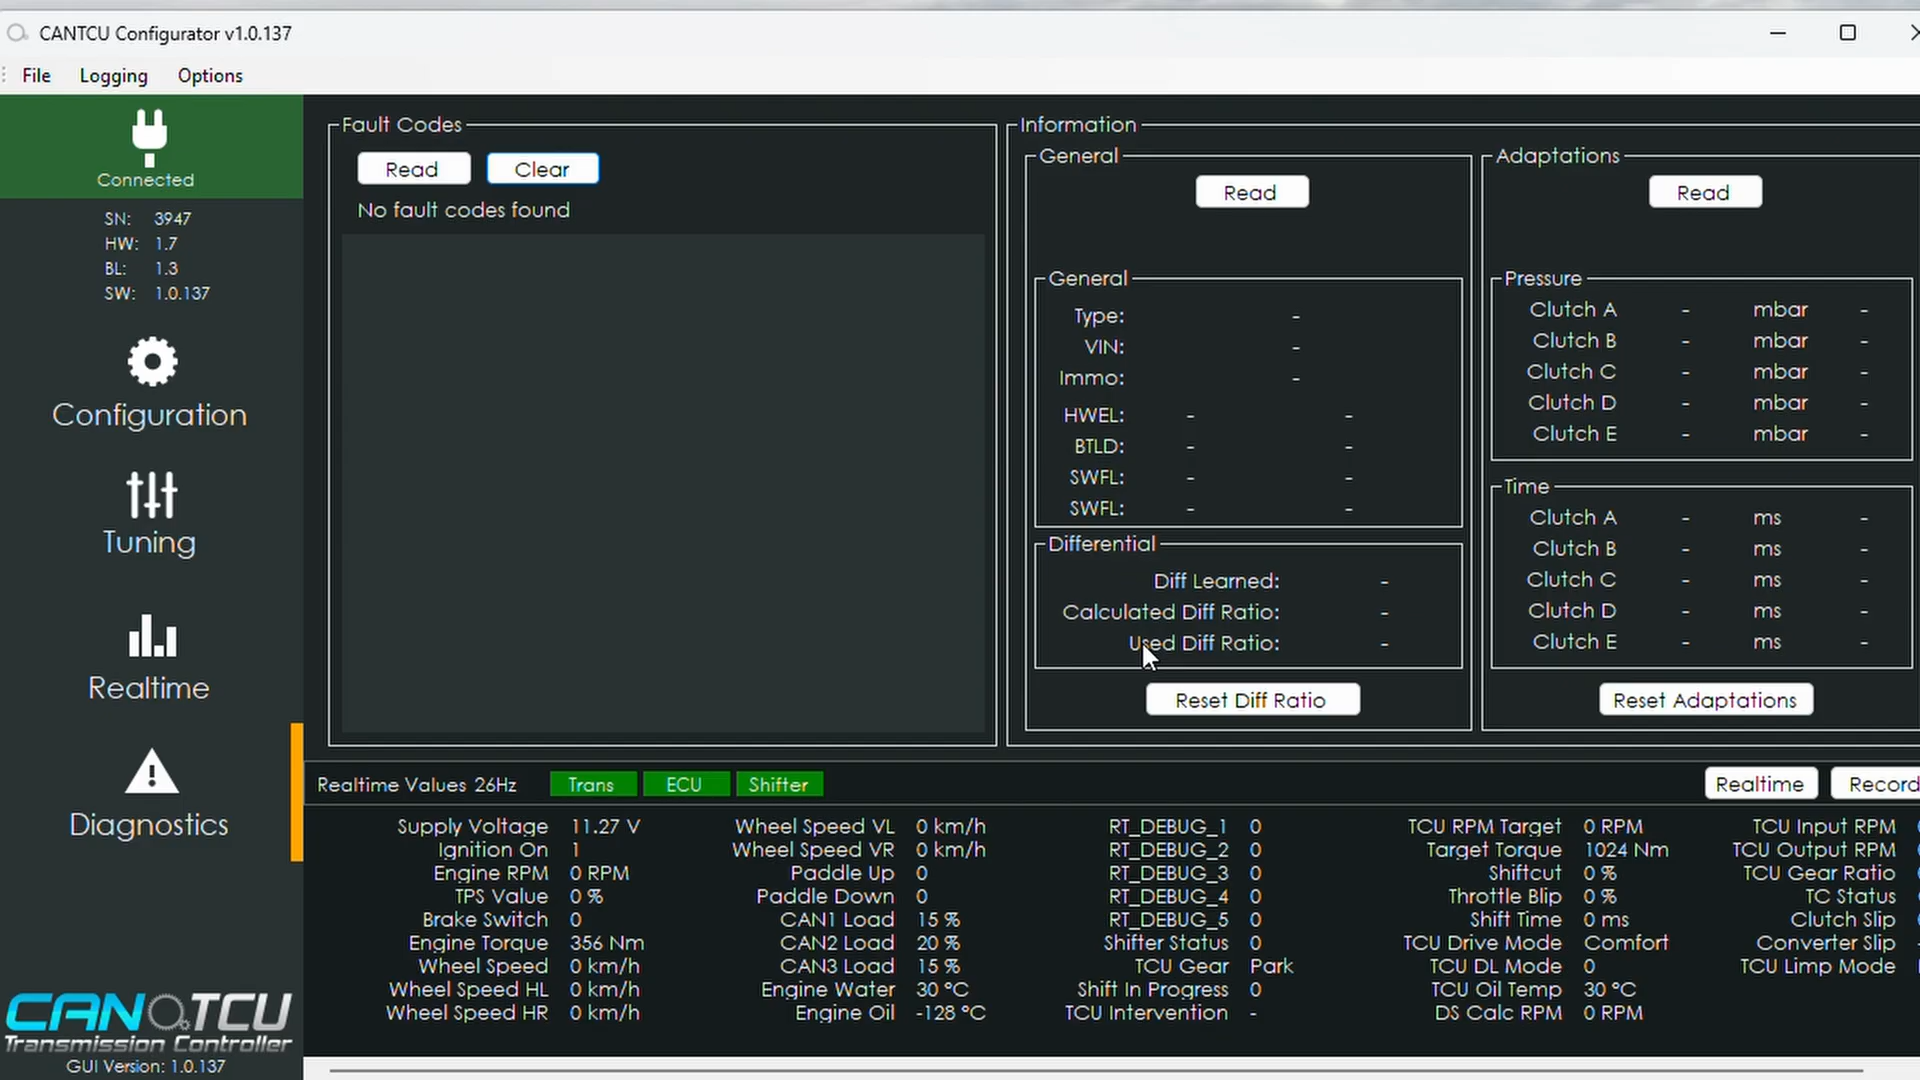 CANTCU Configurator v1.0.137
File Logging Options
Connected
SN: 3947
HW: 1.7
BL: 1.3
SW: 1.0.137
Configuration
Tuning
Realtime
Diagnostics
CAN TCU
Transmission Controller
GUI Version: 1.0.137
Fault Codes
Read Clear
No fault codes found
Information
General
Read
General
Type: -
VIN: -
Immo: -
HWEL: - -
BTLD: - -
SWFL: - -
SWFL: - -
Differential
Diff Learned: -
Calculated Diff Ratio: -
Used Diff Ratio: -
Reset Diff Ratio
Adaptations
Read
Pressure
Clutch A - mbar -
Clutch B - mbar -
Clutch C - mbar -
Clutch D - mbar -
Clutch E - mbar -
Time
Clutch A - ms -
Clutch B - ms -
Clutch C - ms -
Clutch D - ms -
Clutch E - ms -
Reset Adaptations
Realtime Values 26Hz Trans ECU Shifter Realtime Record
Supply Voltage 11.27 V Wheel Speed VL 0 km/h RT_DEBUG_1 0 TCU RPM Target 0 RPM TCU Input RPM
Ignition On 1 Wheel Speed VR 0 km/h RT_DEBUG_2 0 Target Torque 1024 Nm TCU Output RPM
Engine RPM 0 RPM Paddle Up 0 RT_DEBUG_3 0 Shiftcut 0 % TCU Gear Ratio
TPS Value 0 % Paddle Down 0 RT_DEBUG_4 0 Throttle Blip 0 % TC Status
Brake Switch 0 CAN1 Load 15 % RT_DEBUG_5 0 Shift Time 0 ms Clutch Slip
Engine Torque 356 Nm CAN2 Load 20 % Shifter Status 0 TCU Drive Mode Comfort Converter Slip
Wheel Speed 0 km/h CAN3 Load 15 % TCU Gear Park TCU DL Mode 0 TCU Limp Mode
Wheel Speed HL 0 km/h Engine Water 30 °C Shift In Progress 0 TCU Oil Temp 30 °C
Wheel Speed HR 0 km/h Engine Oil -128 °C TCU Intervention - DS Calc RPM 0 RPM